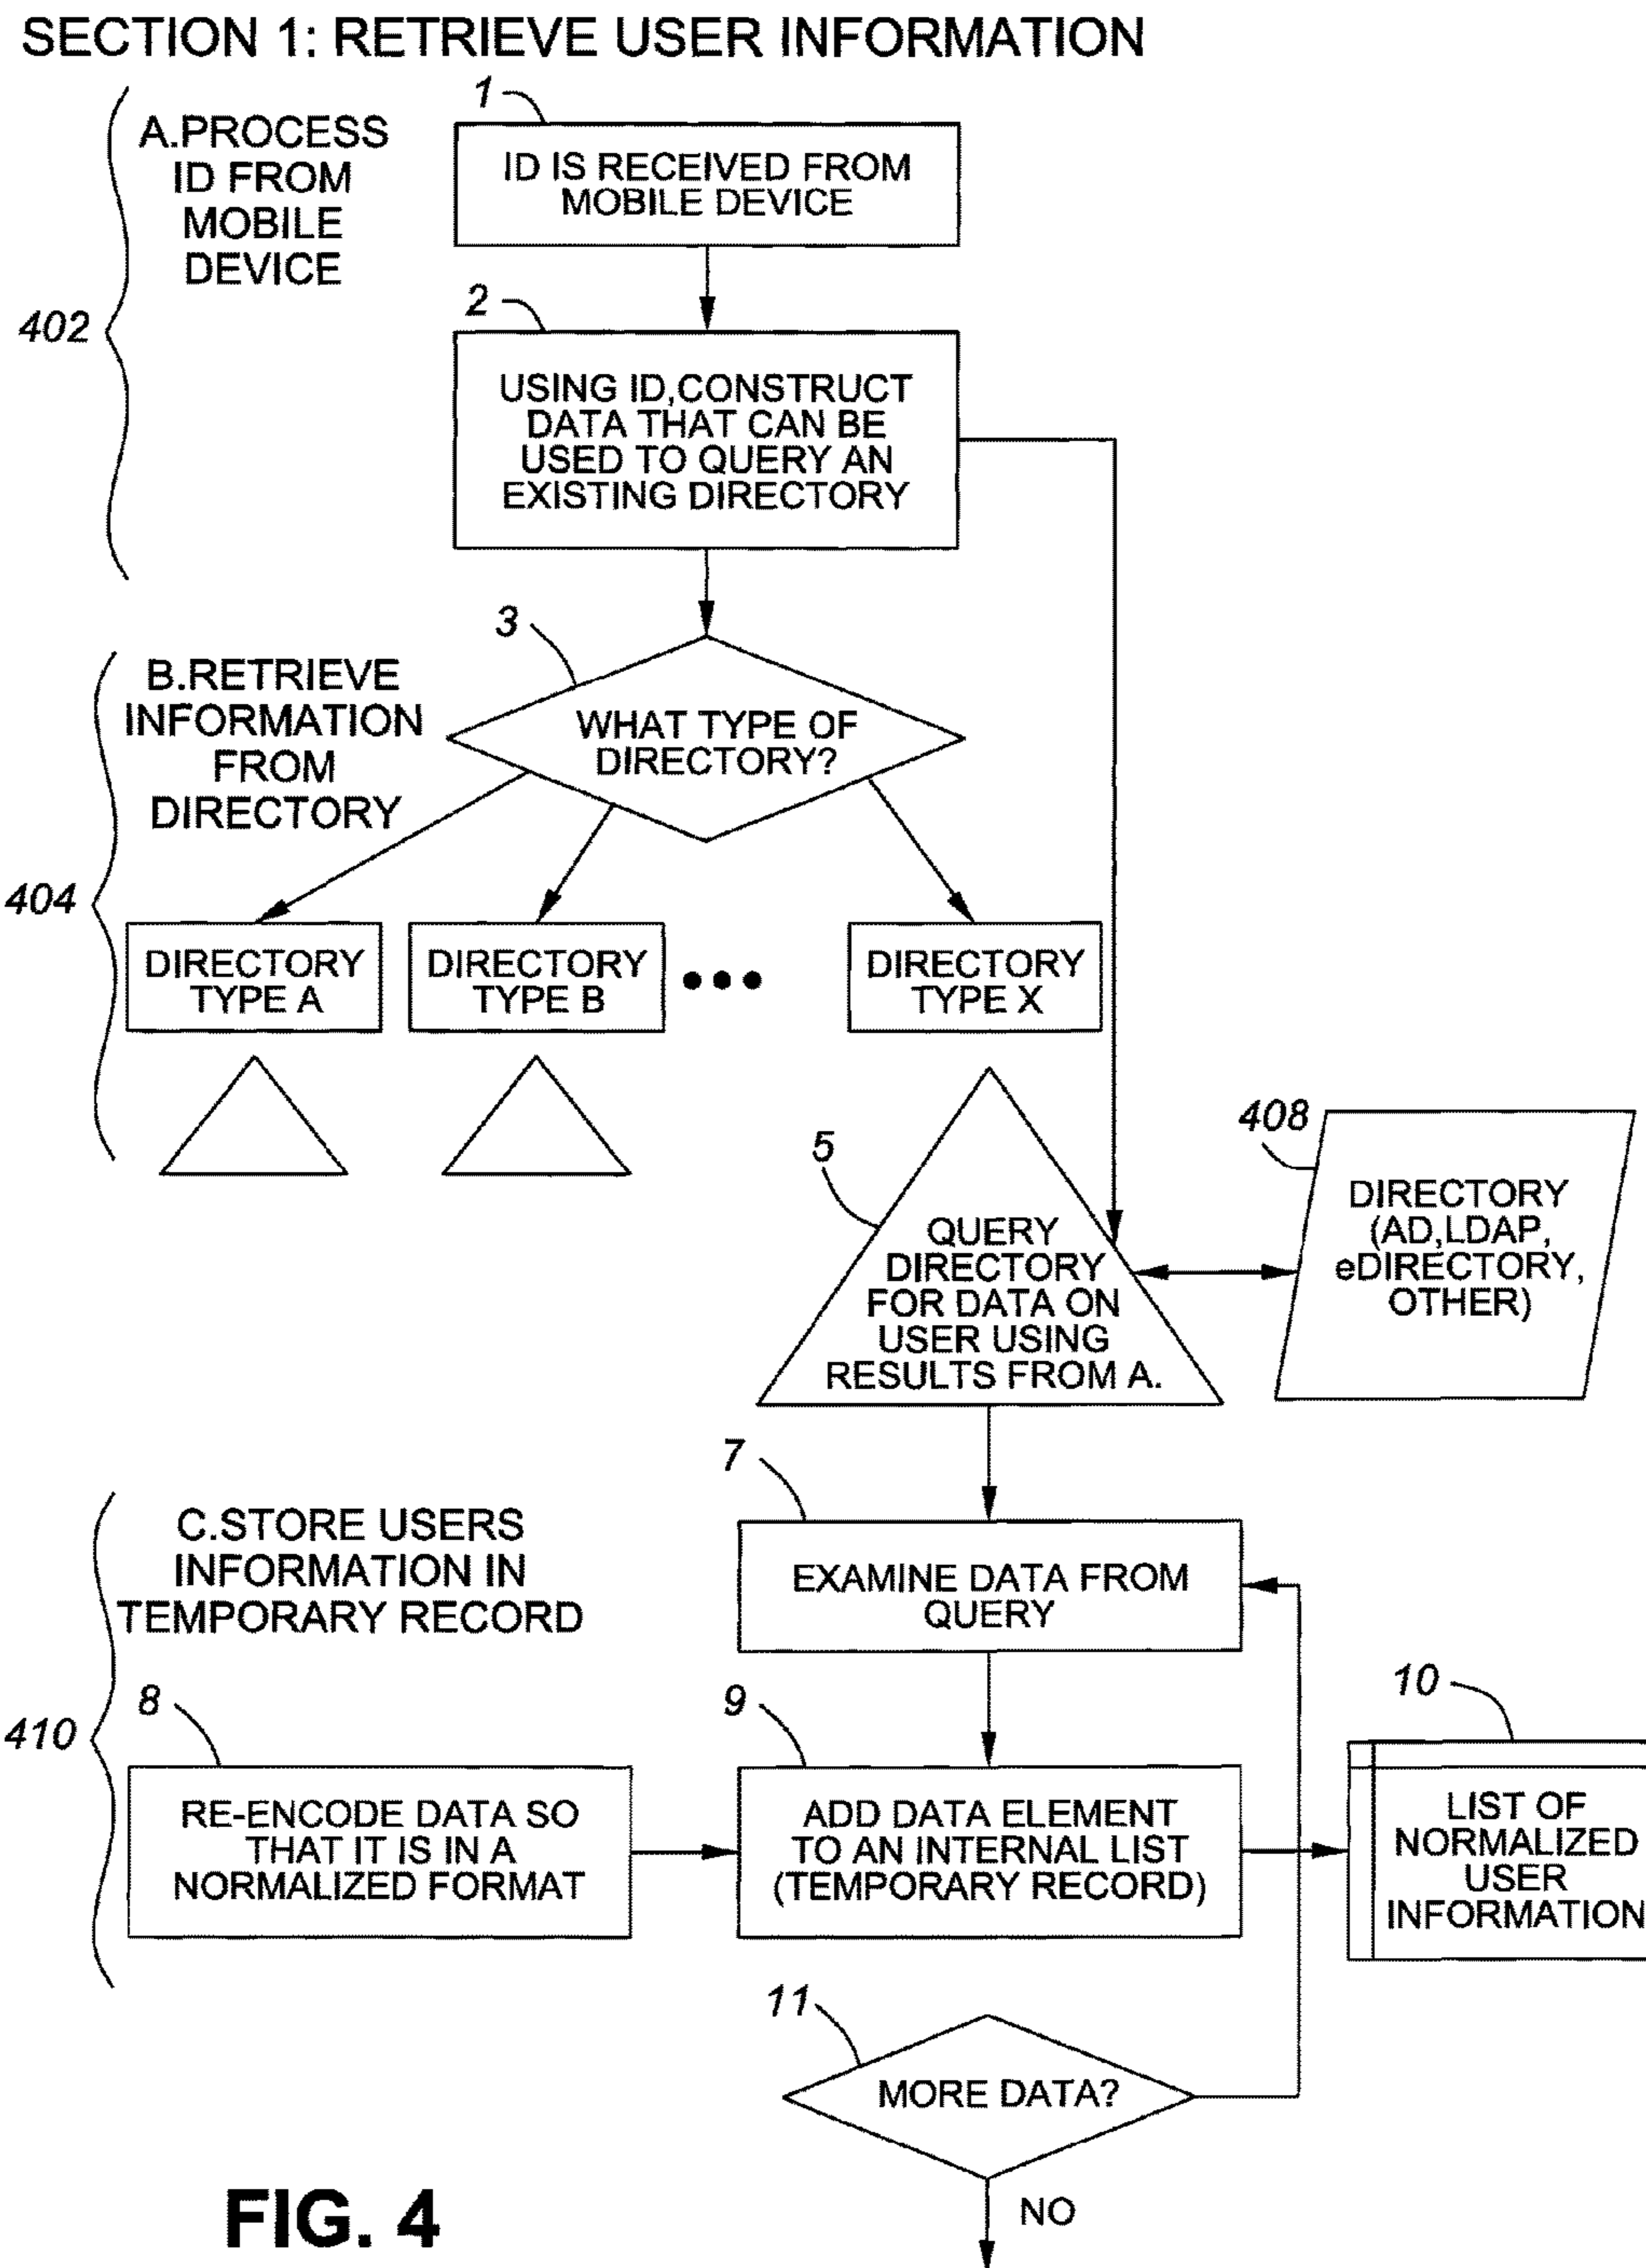 SECTION 1: RETRIEVE USER INFORMATION
1
A.PROCESS
ID FROM
MOBILE
DEVICE
ID IS RECEIVED FROM
MOBILE DEVICE
402
2
USING ID,CONSTRUCT
DATA THAT CAN BE
USED TO QUERY AN
EXISTING DIRECTORY
3
B.RETRIEVE
INFORMATION
FROM
DIRECTORY
WHAT TYPE OF
DIRECTORY?
404
DIRECTORY
TYPE A
DIRECTORY
TYPE B
DIRECTORY
TYPE X
5
QUERY
DIRECTORY
FOR DATA ON
USER USING
RESULTS FROM A.
408
DIRECTORY
(AD,LDAP,
eDIRECTORY,
OTHER)
7
C.STORE USERS
INFORMATION IN
TEMPORARY RECORD
EXAMINE DATA FROM
QUERY
410
8
RE-ENCODE DATA SO
THAT IT IS IN A
NORMALIZED FORMAT
9
ADD DATA ELEMENT
TO AN INTERNAL LIST
(TEMPORARY RECORD)
10
LIST OF
NORMALIZED
USER
INFORMATION
11
MORE DATA?
NO
FIG. 4